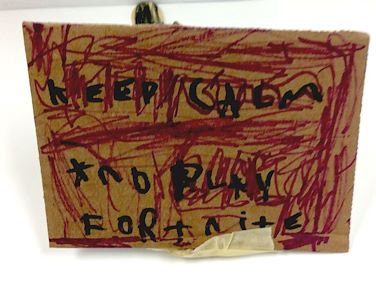 KEEP CALM
AND PLAY
FORTNITE